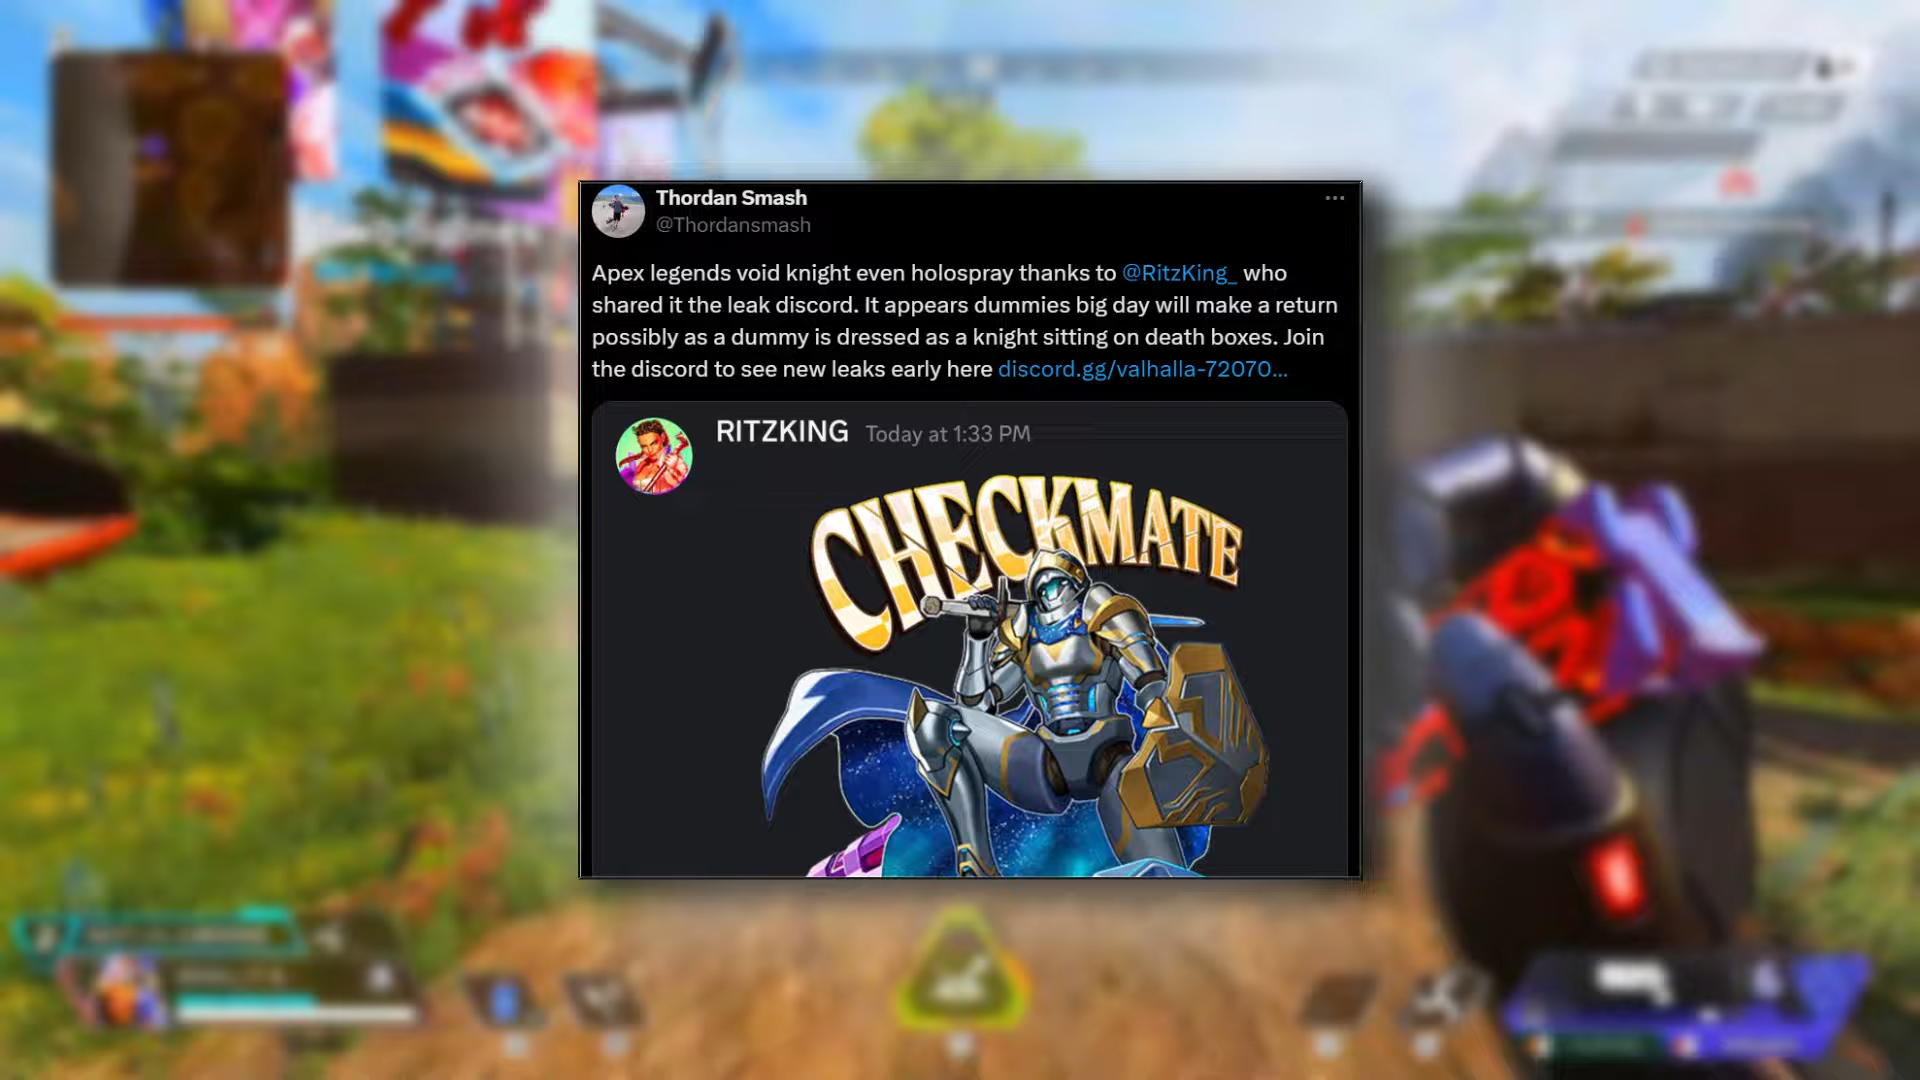 Thordan Smash
@Thordansmash
Apex legends void knight even holospray thanks to @RitzKing_ who
shared it the leak discord. It appears dummies big day will make a return
possibly as a dummy is dressed as a knight sitting on death boxes. Join
the discord to see new leaks early here discord.gg/valhalla-72070...
RITZKING Today at 1:33 PM
CHECKMATE